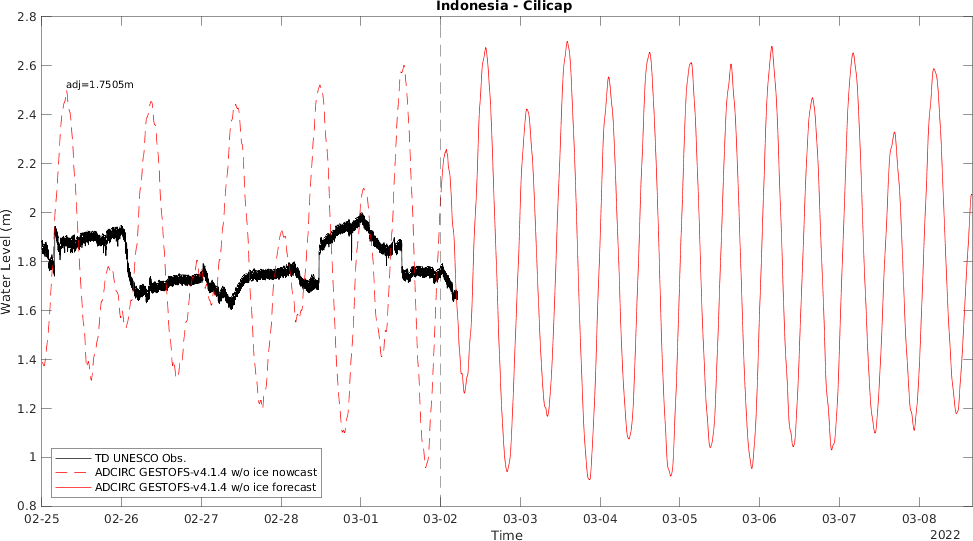 Indonesia - Cilicap
2.8
2.6
2.4
2.2
2
1.8
1.6
1.4
1.2
1
0.8
Water Level (m)
adj=1.7505m
TD UNESCO Obs.
ADCIRC GESTOFS-v4.1.4 w/o ice nowcast
ADCIRC GESTOFS-v4.1.4 w/o ice forecast
02-25 02-26 02-27 02-28 03-01 03-02 03-03 03-04 03-05 03-06 03-07 03-08
Time
2022